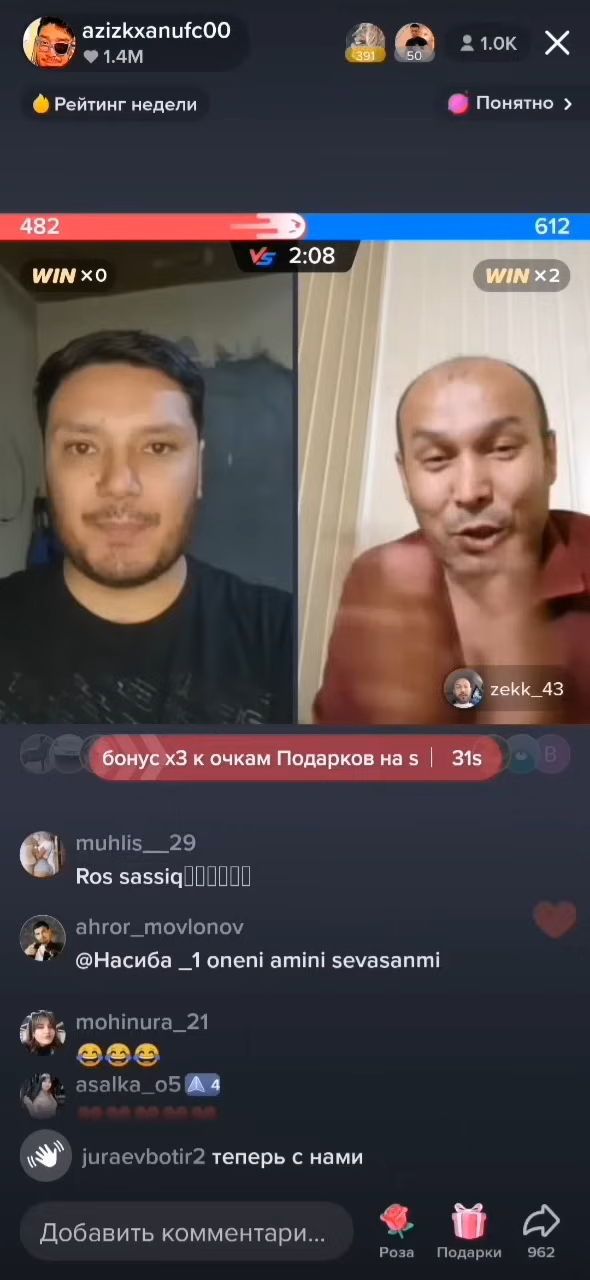 azizkxanufc00
1.4M
391
50
1.0K
Рейтинг недели
Понятно
482
612
VS 2:08
WIN ×0
WIN ×2
zekk_43
бонус x3 к очкам Подарков на s | 31s
B
muhlis__29
Ros sassiq
ahror_movlonov
@Насиба _1 oneni amini sevasanmi
mohinura_21
😂😂😂
asalka_o5 4
juraevbotir2 теперь с нами
Добавить комментари...
Роза
Подарки
962